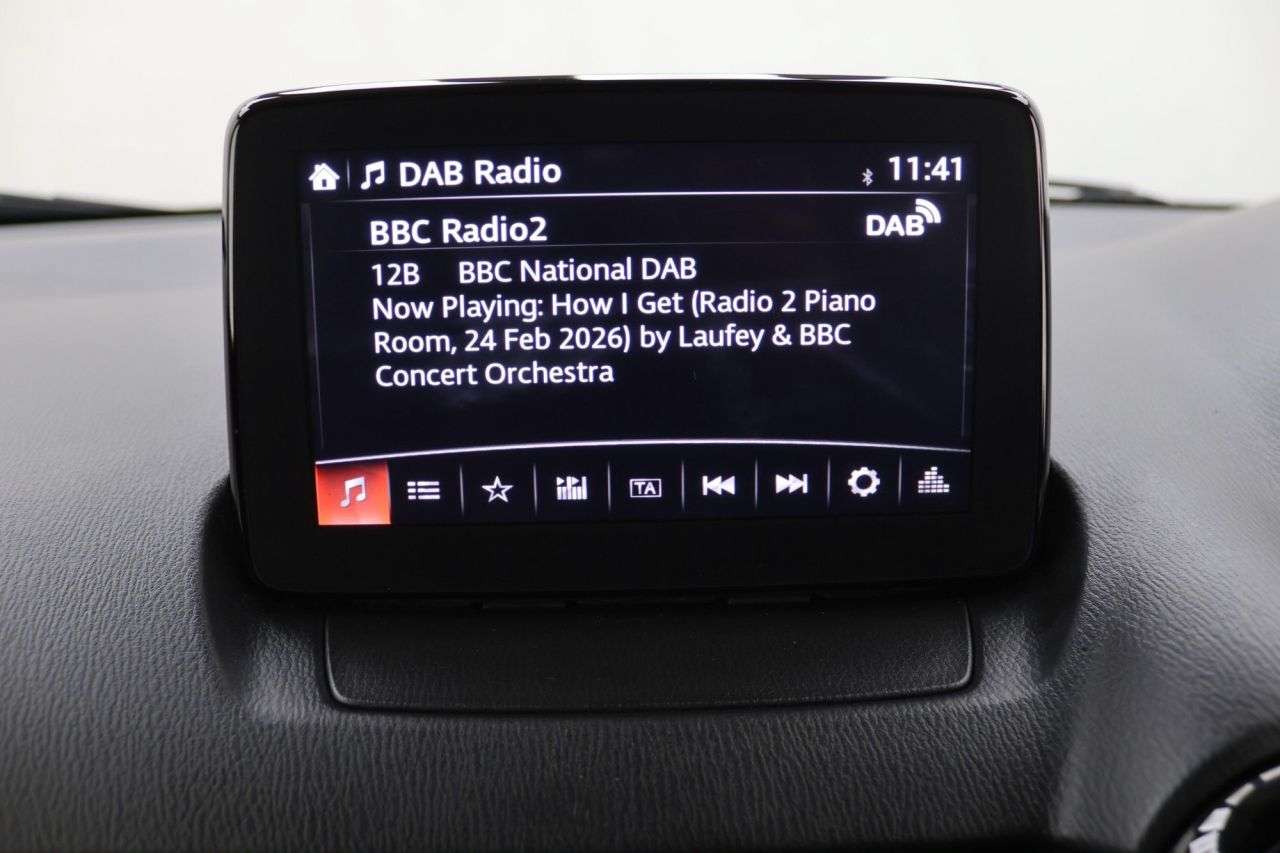 DAB Radio 11:41
BBC Radio2 DAB
12B BBC National DAB
Now Playing: How I Get (Radio 2 Piano
Room, 24 Feb 2026) by Laufey & BBC
Concert Orchestra
TA